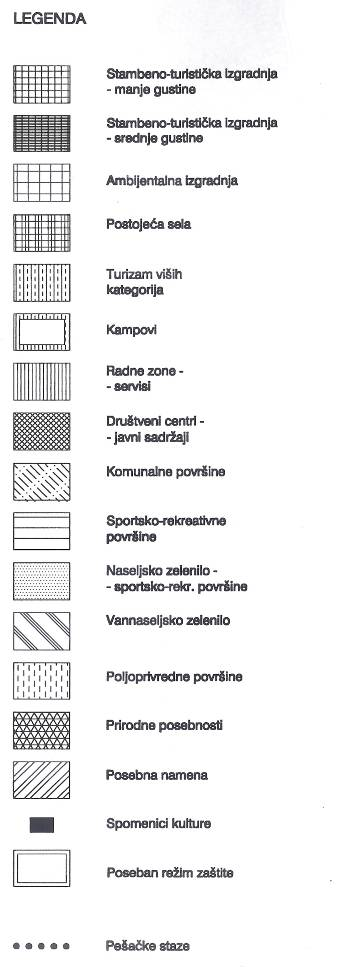 LEGENDA
Stambeno-turistička izgradnja
- manje gustine
Stambeno-turistička izgradnja
- srednje gustine
Ambijentalna izgradnja
Postojeća sela
Turizam viših
kategorija
Kampovi
Radne zone -
- servisi
Društveni centri -
- javni sadržaji
Komunalne površine
Sportsko-rekreativne
površine
Naseljsko zelenilo -
- sportsko-rekr. površine
Vannaseljsko zelenilo
Poljoprivredne površine
Prirodne posebnosti
Posebna namena
Spomenici kulture
Poseban režim zaštite
Pešačke staze